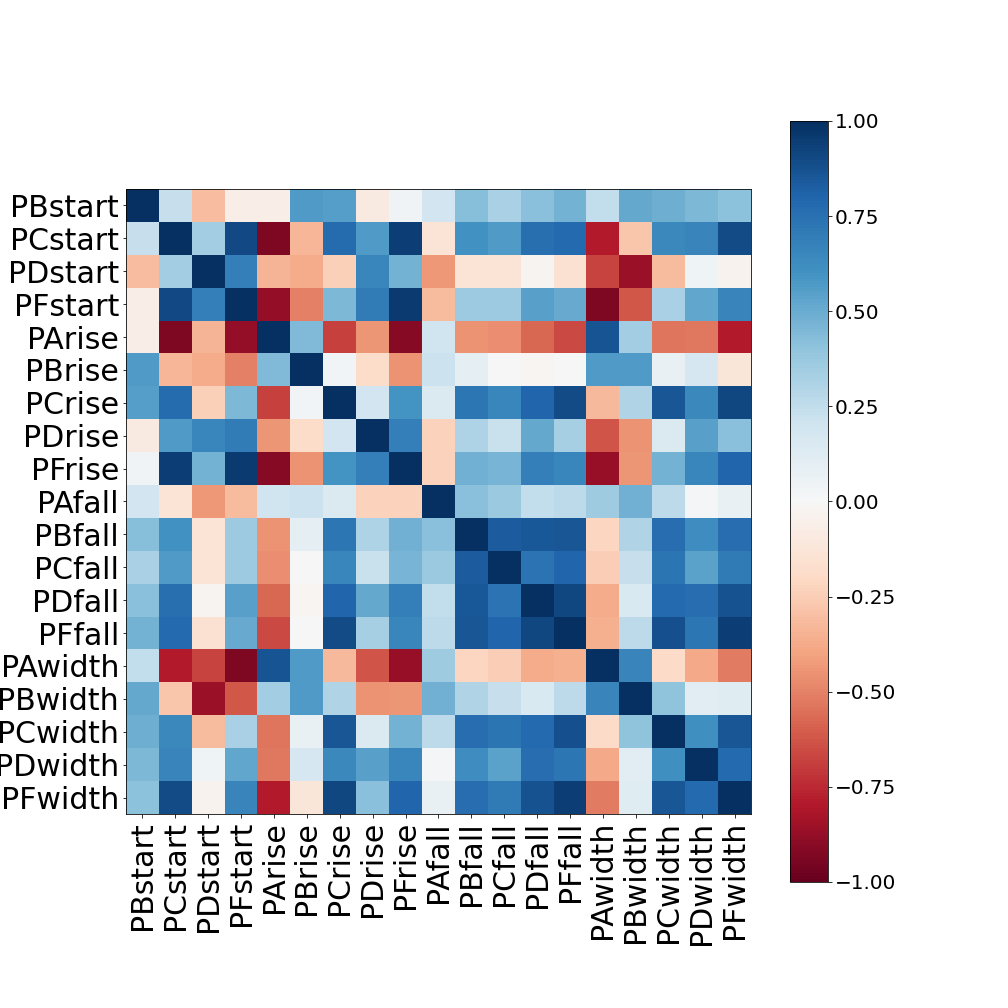 PBstart
PCstart
PDstart
PFstart
PArise
PBrise
PCrise
PDrise
PFrise
PAfall
PBfall
PCfall
PDfall
PFfall
PAwidth
PBwidth
PCwidth
PDwidth
PFwidth
PBstart
PCstart
PDstart
PFstart
PArise
PBrise
PCrise
PDrise
PFrise
PAfall
PBfall
PCfall
PDfall
PFfall
PAwidth
PBwidth
PCwidth
PDwidth
PFwidth
1.00
0.75
0.50
0.25
0.00
−0.25
−0.50
−0.75
−1.00